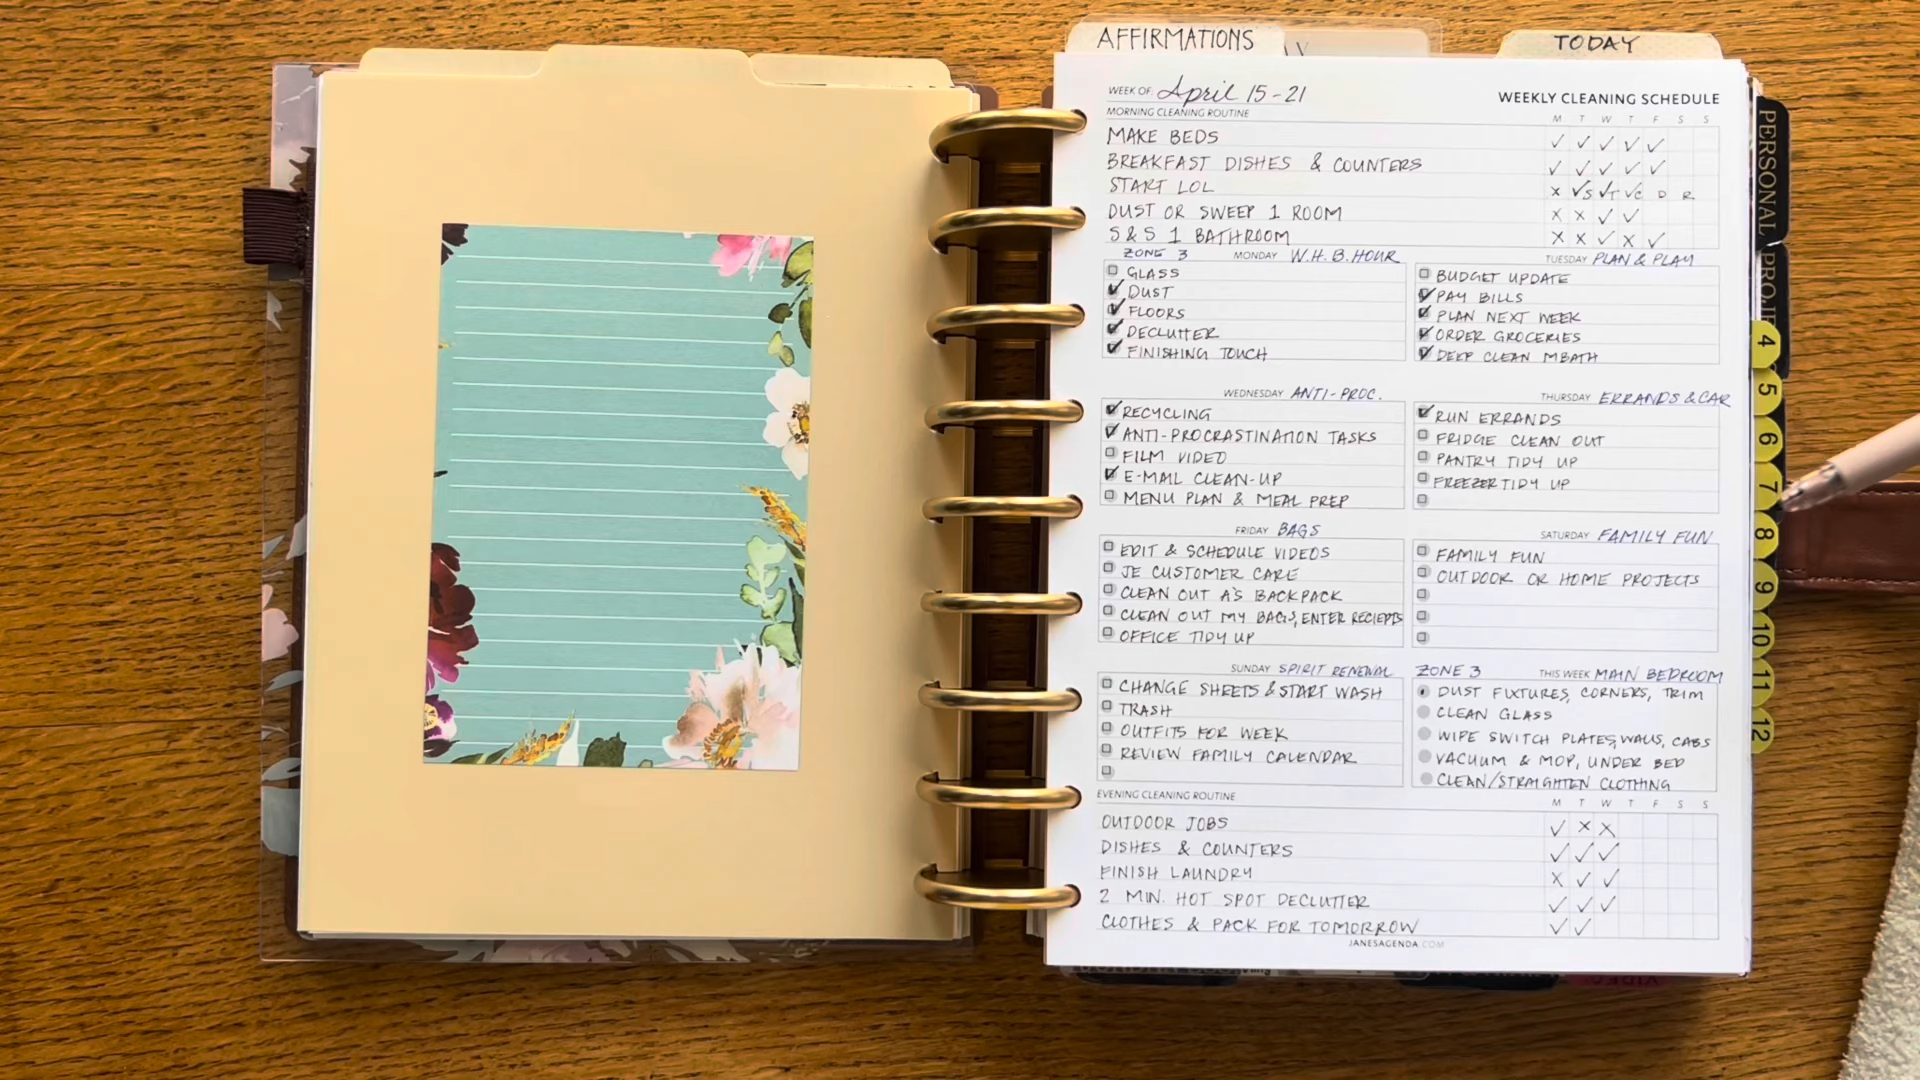 AFFIRMATIONS
TODAY
WEEK OF: April 15-21
WEEKLY CLEANING SCHEDULE
MORNING CLEANING ROUTINE M T W T F S S
MAKE BEDS ✓ ✓ ✓ ✓ ✓
BREAKFAST DISHES & COUNTERS ✓ ✓ ✓ ✓ ✓
START LOL x ✓S ✓T ✓C D R
DUST OR SWEEP 1 ROOM x x ✓ ✓
S & S 1 BATHROOM x x ✓ x ✓
ZONE 3 MONDAY W.H.B. HOUR
GLASS
DUST
FLOORS
DECLUTTER
FINISHING TOUCH
TUESDAY PLAN & PLAY
BUDGET UPDATE
PAY BILLS
PLAN NEXT WEEK
ORDER GROCERIES
DEEP CLEAN MBATH
WEDNESDAY ANTI-PROC.
RECYCLING
ANTI-PROCRASTINATION TASKS
FILM VIDEO
E-MAIL CLEAN-UP
MENU PLAN & MEAL PREP
THURSDAY ERRANDS & CAR
RUN ERRANDS
FRIDGE CLEAN OUT
PANTRY TIDY UP
FREEZER TIDY UP
FRIDAY BAGS
EDIT & SCHEDULE VIDEOS
JE CUSTOMER CARE
CLEAN OUT A'S BACKPACK
CLEAN OUT MY BAGS, ENTER RECIEPTS
OFFICE TIDY UP
SATURDAY FAMILY FUN
FAMILY FUN
OUTDOOR OR HOME PROJECTS
SUNDAY SPIRIT RENEWAL
CHANGE SHEETS & START WASH
TRASH
OUTFITS FOR WEEK
REVIEW FAMILY CALENDAR
ZONE 3 THIS WEEK MAIN BEDROOM
DUST FIXTURES, CORNERS, TRIM
CLEAN GLASS
WIPE SWITCH PLATES, WALLS, CABS
VACUUM & MOP, UNDER BED
CLEAN/STRAIGHTEN CLOTHING
EVENING CLEANING ROUTINE M T W T F S S
OUTDOOR JOBS ✓ x x
DISHES & COUNTERS ✓ ✓ ✓
FINISH LAUNDRY x ✓ ✓
2 MIN. HOT SPOT DECLUTTER ✓ ✓ ✓
CLOTHES & PACK FOR TOMORROW ✓ ✓
JANESAGENDA.COM
PERSONAL
4
5
6
7
8
9
10
11
12